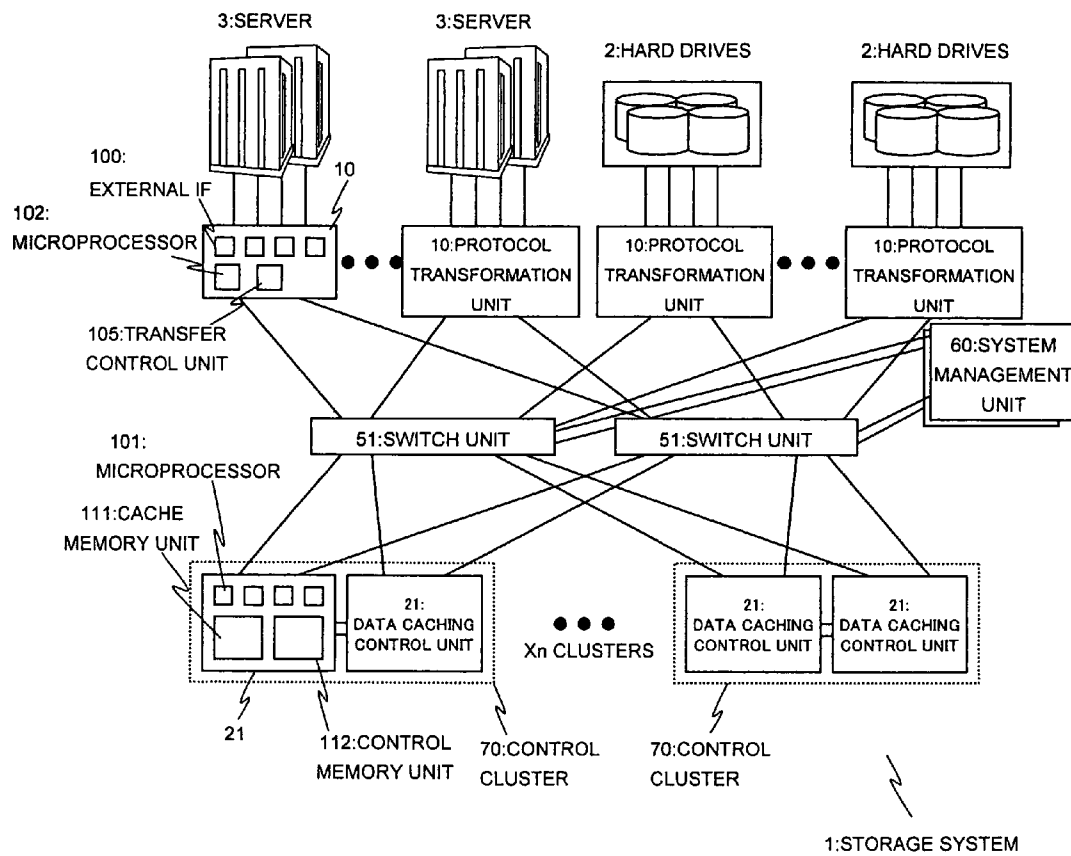 3:SERVER
3:SERVER
2:HARD DRIVES
2:HARD DRIVES
100:
EXTERNAL IF
10
102:
MICROPROCESSOR
10:PROTOCOL
TRANSFORMATION
UNIT
10:PROTOCOL
TRANSFORMATION
UNIT
10:PROTOCOL
TRANSFORMATION
UNIT
105:TRANSFER
CONTROL UNIT
60:SYSTEM
MANAGEMENT
UNIT
51:SWITCH UNIT
51:SWITCH UNIT
101:
MICROPROCESSOR
111:CACHE
MEMORY UNIT
21:
DATA CACHING
CONTROL UNIT
Xn CLUSTERS
21:
DATA CACHING
CONTROL UNIT
21:
DATA CACHING
CONTROL UNIT
21
112:CONTROL
MEMORY UNIT
70:CONTROL
CLUSTER
70:CONTROL
CLUSTER
1:STORAGE SYSTEM